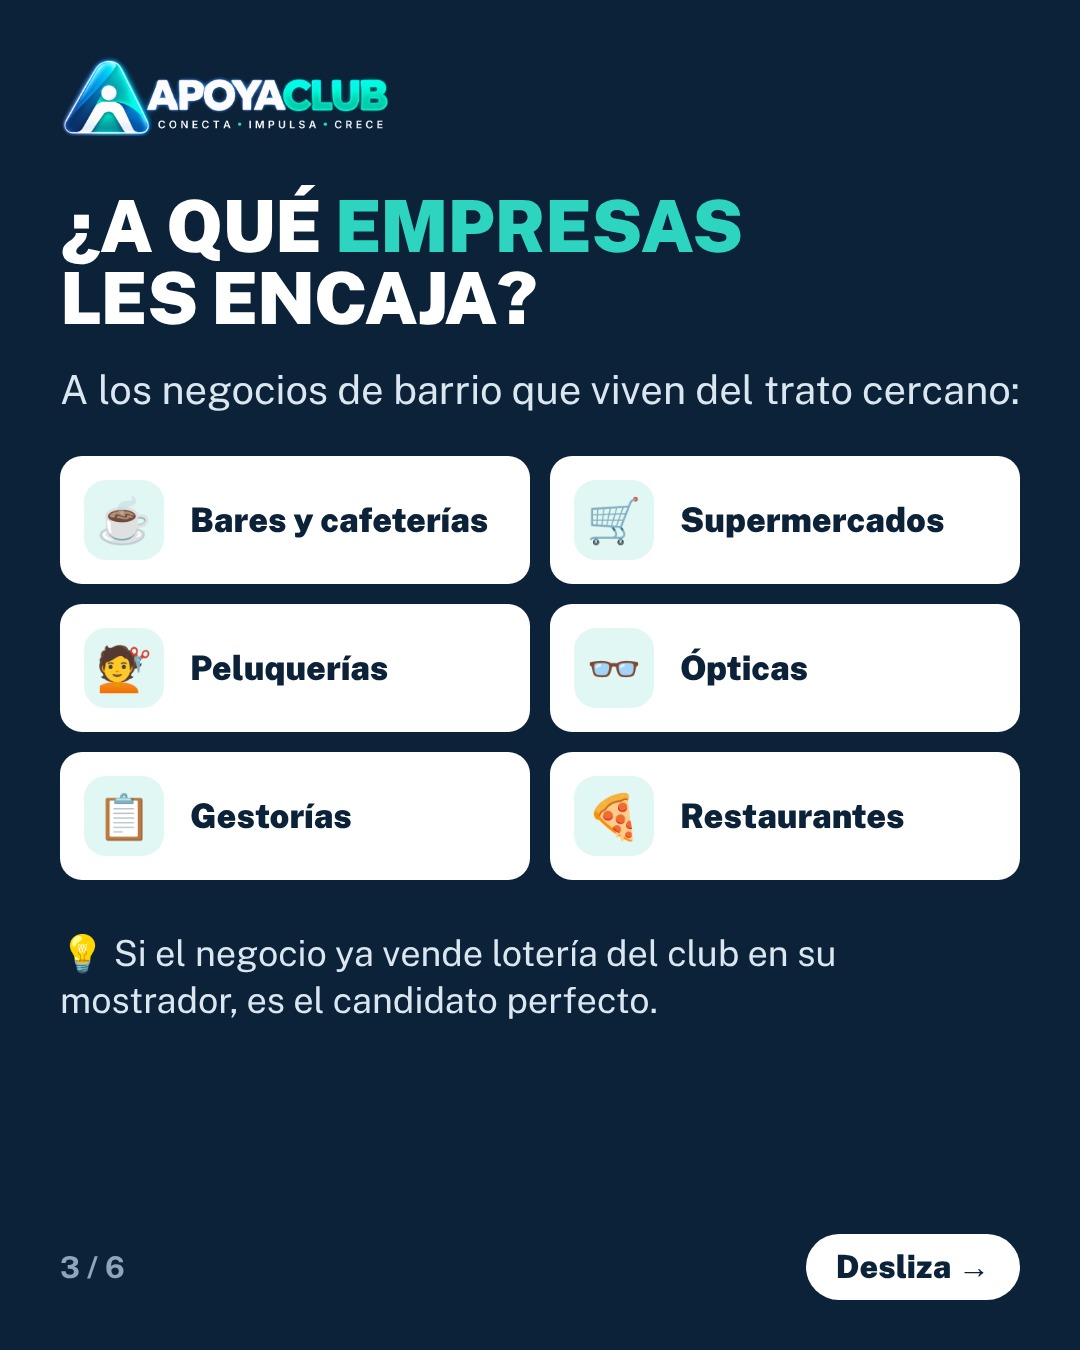 APOYACLUB
CONECTA • IMPULSA • CRECE
¿A QUÉ EMPRESAS
LES ENCAJA?
A los negocios de barrio que viven del trato cercano:
Bares y cafeterías
Supermercados
Peluquerías
Ópticas
Gestorías
Restaurantes
💡 Si el negocio ya vende lotería del club en su
mostrador, es el candidato perfecto.
3 / 6
Desliza →